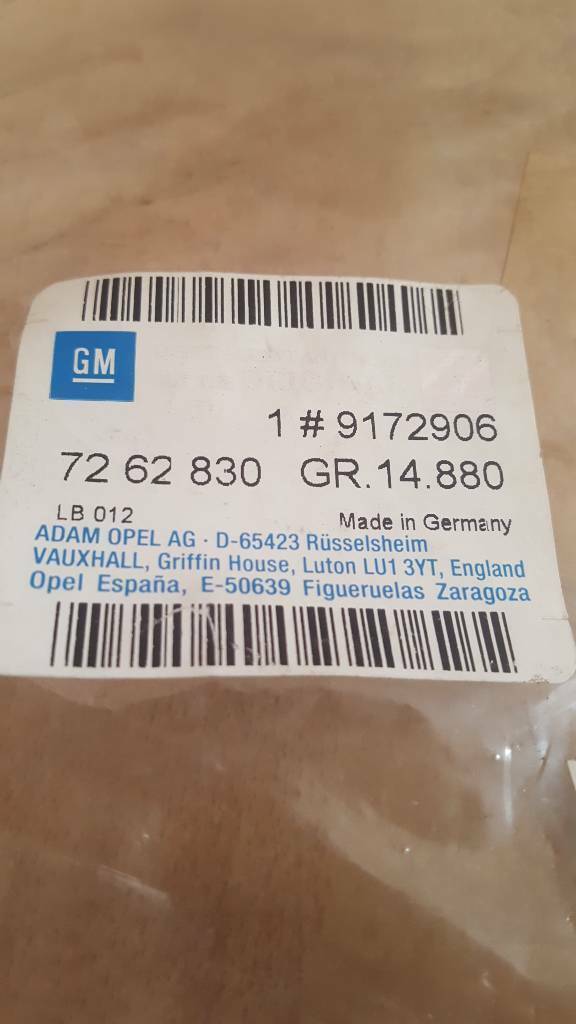 GM
1 # 9172906
72 62 830 GR.14.880
LB 012 Made in Germany
ADAM OPEL AG · D-65423 Rüsselsheim
VAUXHALL, Griffin House, Luton LU1 3YT, England
Opel España, E-50639 Figueruelas Zaragoza